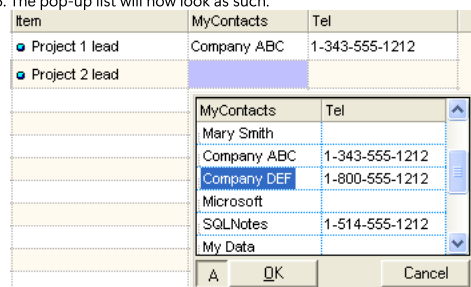 The pop-up list will now look as such.
Item MyContacts Tel
Project 1 lead Company ABC 1-343-555-1212
Project 2 lead
MyContacts Tel
Mary Smith
Company ABC 1-343-555-1212
Company DEF 1-800-555-1212
Microsoft
SQLNotes 1-514-555-1212
My Data
A OK Cancel